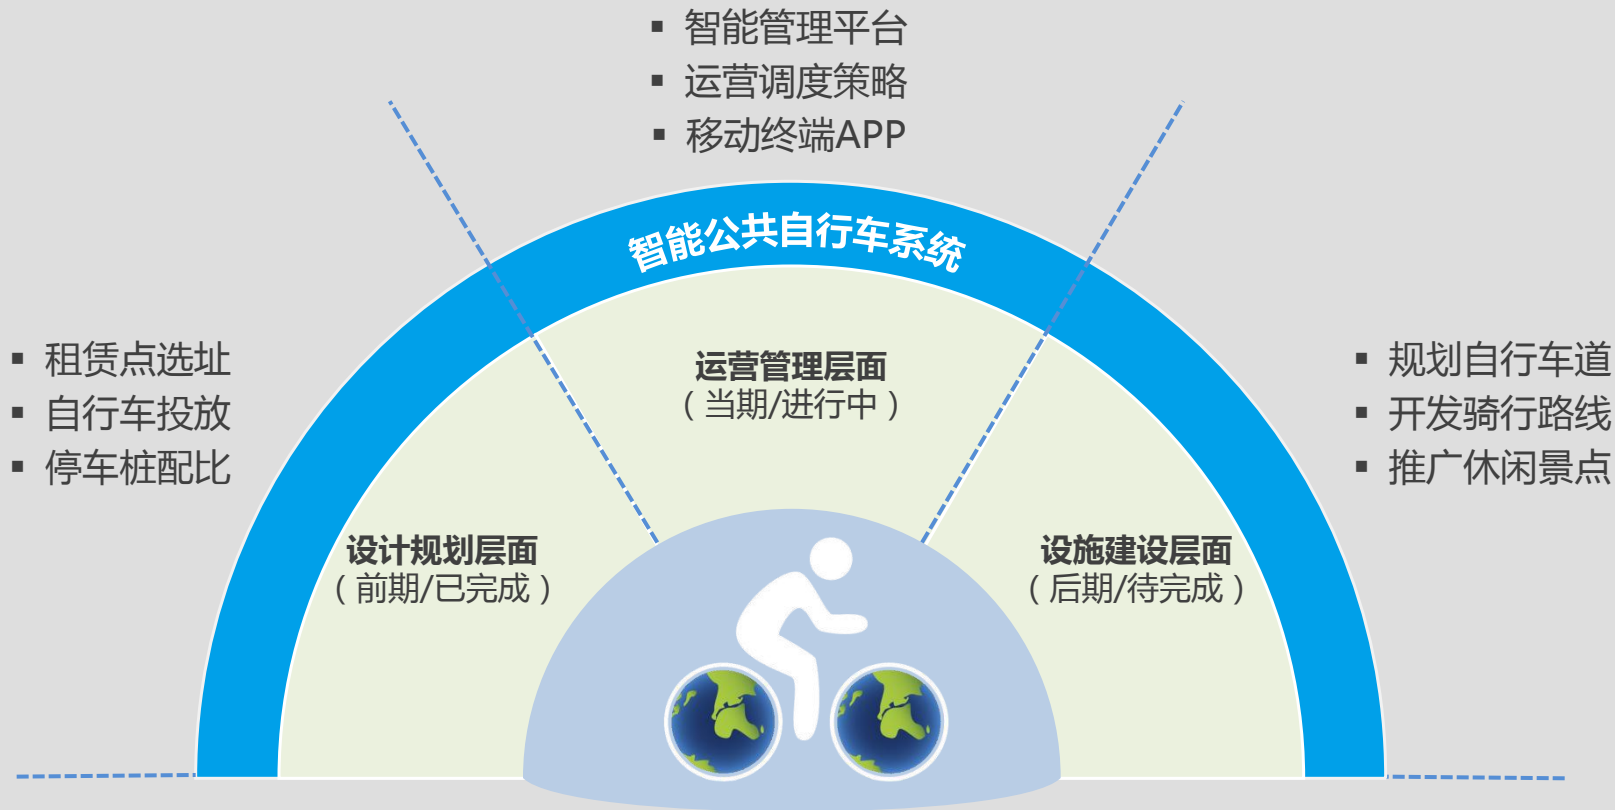 ▪ 智能管理平台
▪ 运营调度策略
▪ 移动终端APP
智能公共自行车系统
▪ 租赁点选址
▪ 自行车投放
▪ 停车桩配比
运营管理层面
（当期/进行中）
▪ 规划自行车道
▪ 开发骑行路线
▪ 推广休闲景点
设计规划层面
（前期/已完成）
设施建设层面
（后期/待完成）